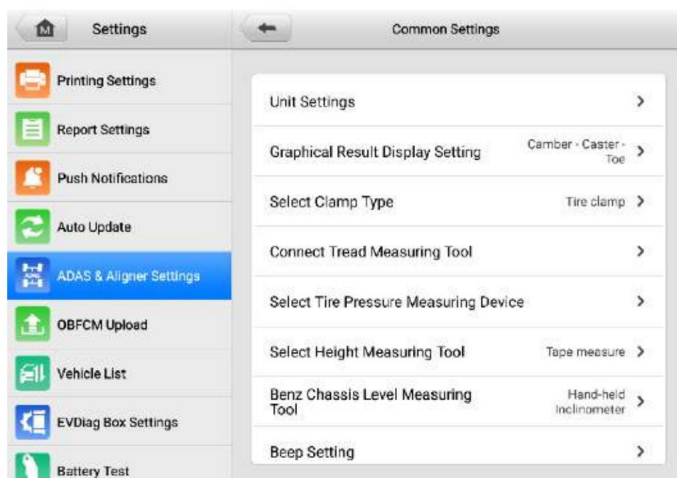 Settings
Common Settings
Printing Settings
Report Settings
Push Notifications
Auto Update
ADAS & Aligner Settings
OBFCM Upload
Vehicle List
EVDiag Box Settings
Battery Test
Unit Settings
Graphical Result Display Setting
Camber - Caster -
Toe
Select Clamp Type
Tire clamp
Connect Tread Measuring Tool
Select Tire Pressure Measuring Device
Select Height Measuring Tool
Tape measure
Benz Chassis Level Measuring
Tool
Hand-held
Inclinometer
Beep Setting